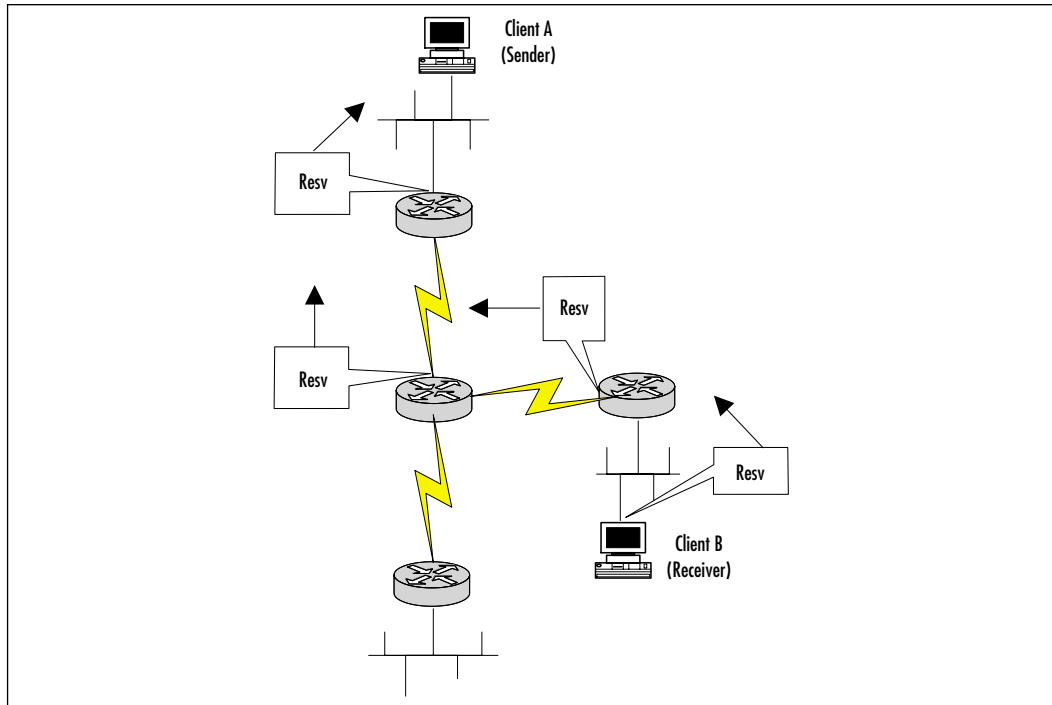 Client A
(Sender)
Resv
Resv
Resv
Resv
Client B
(Receiver)